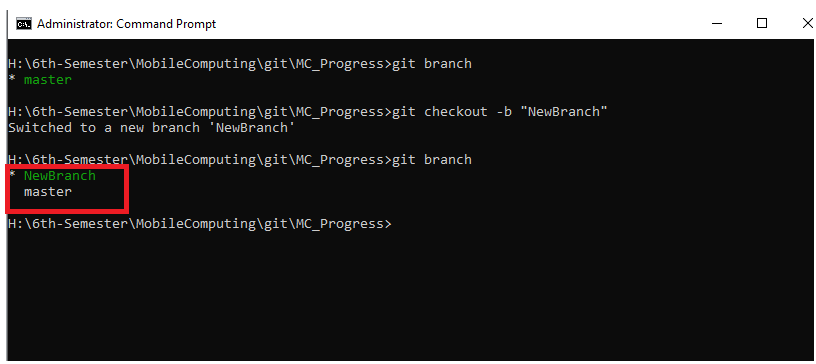 Administrator: Command Prompt
H:\6th-Semester\MobileComputing\git\MC_Progress>git branch
* master
H:\6th-Semester\MobileComputing\git\MC_Progress>git checkout -b "NewBranch"
Switched to a new branch 'NewBranch'
H:\6th-Semester\MobileComputing\git\MC_Progress>git branch
* NewBranch
master
H:\6th-Semester\MobileComputing\git\MC_Progress>